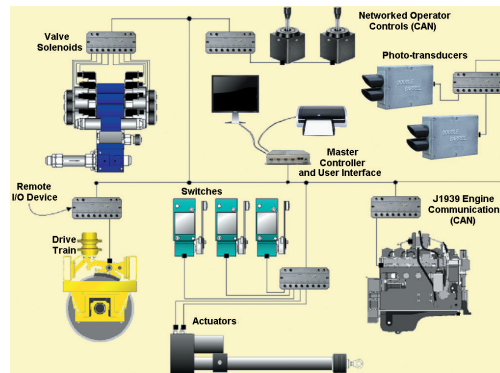 Valve
Solenoids
Networked Operator
Controls (CAN)
Photo-transducers
Master
Controller
and User Interface
Remote
I/O Device
Switches
J1939 Engine
Communication
(CAN)
Drive
Train
Actuators